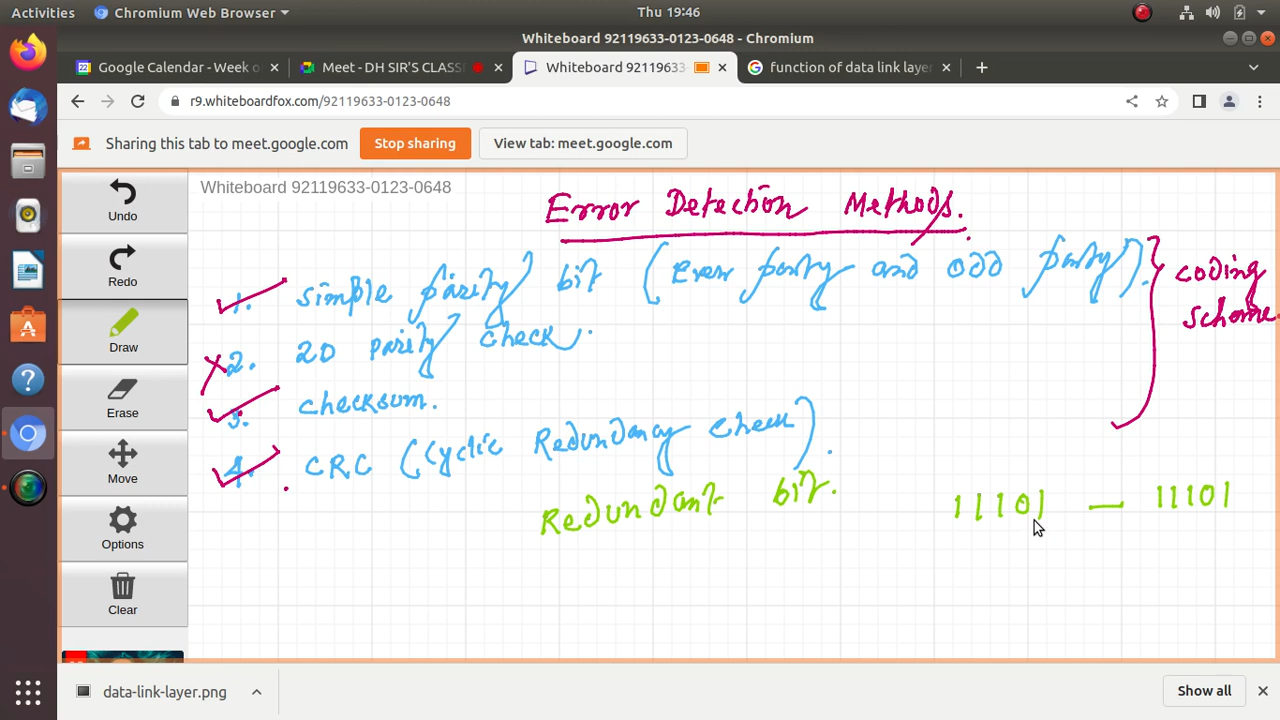 Activities Chromium Web Browser Thu 19:46
Whiteboard 92119633-0123-0648 - Chromium
Google Calendar - Week o Meet - DH SIR'S CLASS Whiteboard 92119633- function of data link laye
r9.whiteboardfox.com/92119633-0123-0648
Sharing this tab to meet.google.com Stop sharing View tab: meet.google.com
Whiteboard 92119633-0123-0648
Error Detection Methods.
1. simple parity bit (Even party and odd party).
coding
scheme
2. 2D parity check.
3. checksum.
4. CRC (Cyclic Redundancy check).
Redundant bit. 11101 — 11101
Undo
Redo
Draw
Erase
Move
Options
Clear
data-link-layer.png Show all